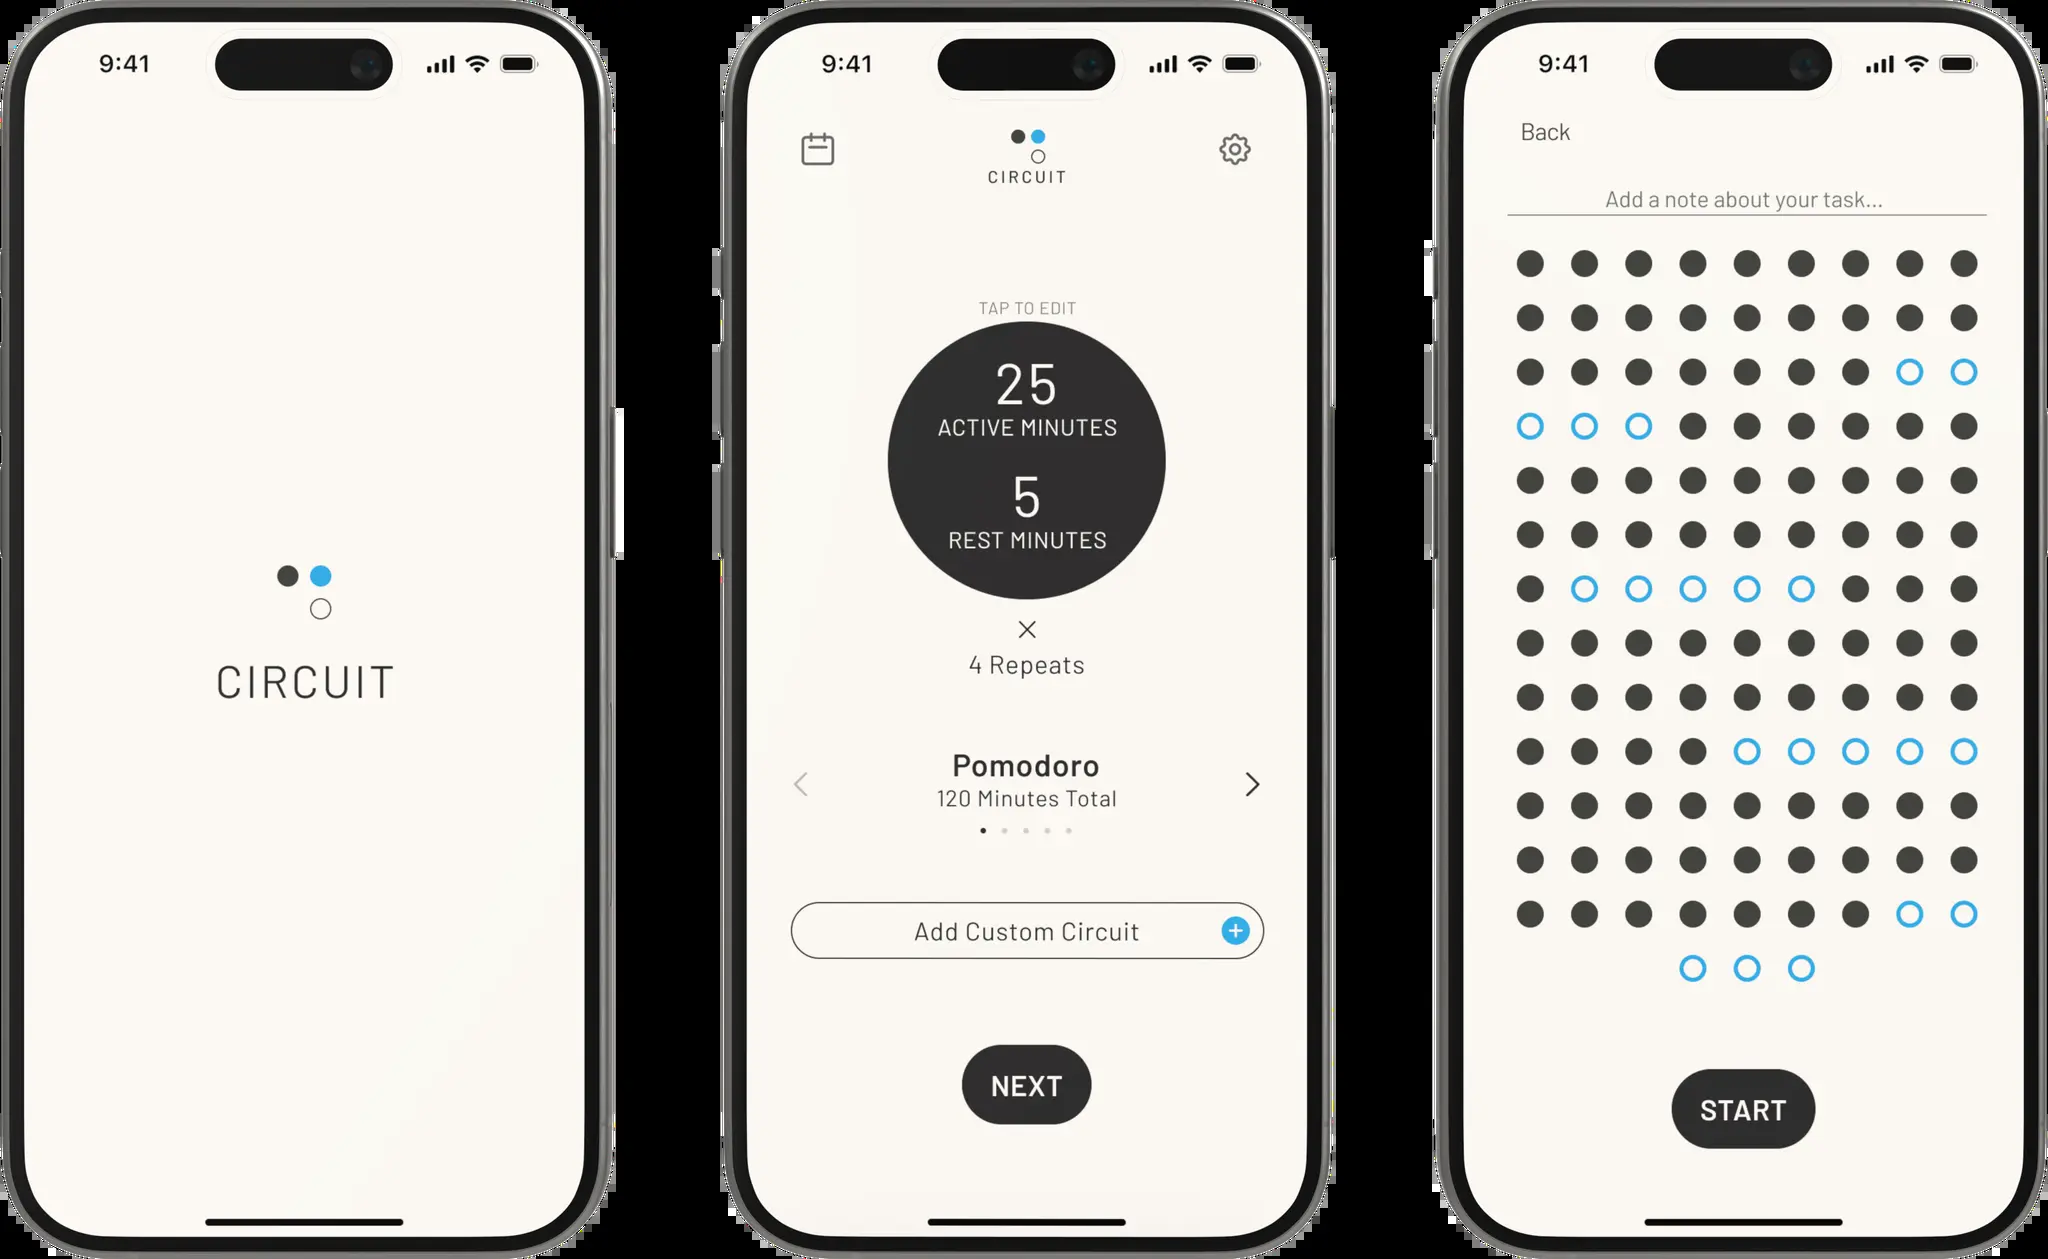 9:41
CIRCUIT
9:41
CIRCUIT
TAP TO EDIT
25
ACTIVE MINUTES
5
REST MINUTES
4 Repeats
Pomodoro
120 Minutes Total
Add Custom Circuit
NEXT
9:41
Back
Add a note about your task...
START